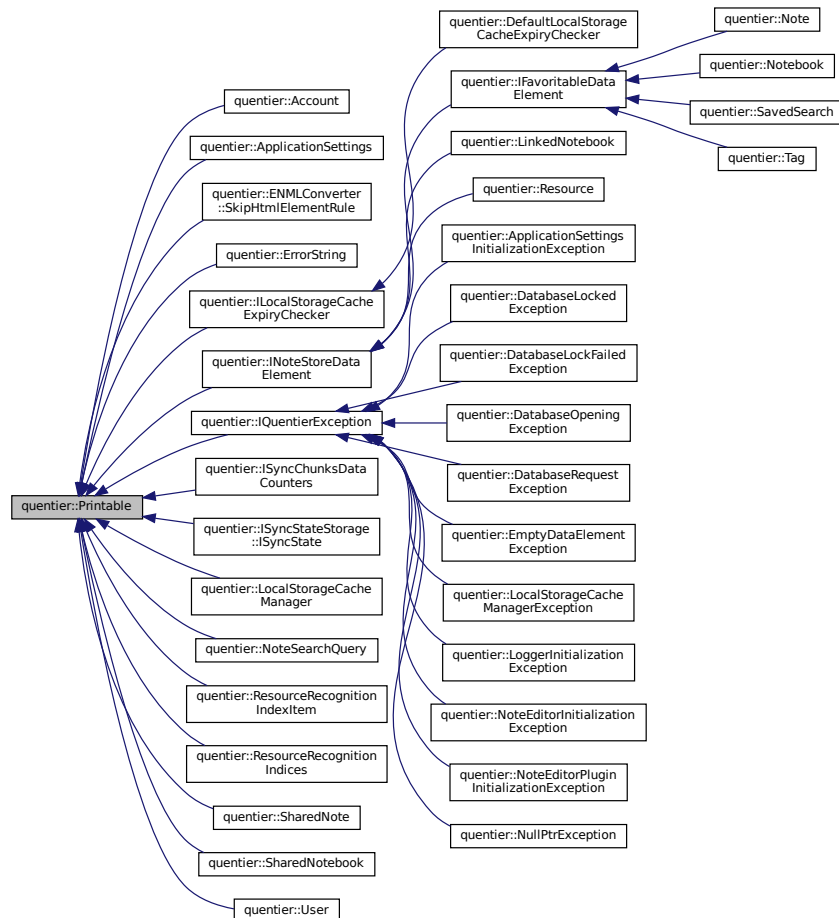 quentier::Printable
quentier::Account
quentier::ApplicationSettings
quentier::ENMLConverter
::SkipHtmlElementRule
quentier::ErrorString
quentier::ILocalStorageCache
ExpiryChecker
quentier::INoteStoreData
Element
quentier::IQuentierException
quentier::ISyncChunksData
Counters
quentier::ISyncStateStorage
::ISyncState
quentier::LocalStorageCache
Manager
quentier::NoteSearchQuery
quentier::ResourceRecognition
IndexItem
quentier::ResourceRecognition
Indices
quentier::SharedNote
quentier::SharedNotebook
quentier::User
quentier::DefaultLocalStorage
CacheExpiryChecker
quentier::IFavoritableData
Element
quentier::LinkedNotebook
quentier::Resource
quentier::ApplicationSettings
InitializationException
quentier::DatabaseLocked
Exception
quentier::DatabaseLockFailed
Exception
quentier::DatabaseOpening
Exception
quentier::DatabaseRequest
Exception
quentier::EmptyDataElement
Exception
quentier::LocalStorageCache
ManagerException
quentier::LoggerInitialization
Exception
quentier::NoteEditorInitialization
Exception
quentier::NoteEditorPlugin
InitializationException
quentier::NullPtrException
quentier::Note
quentier::Notebook
quentier::SavedSearch
quentier::Tag